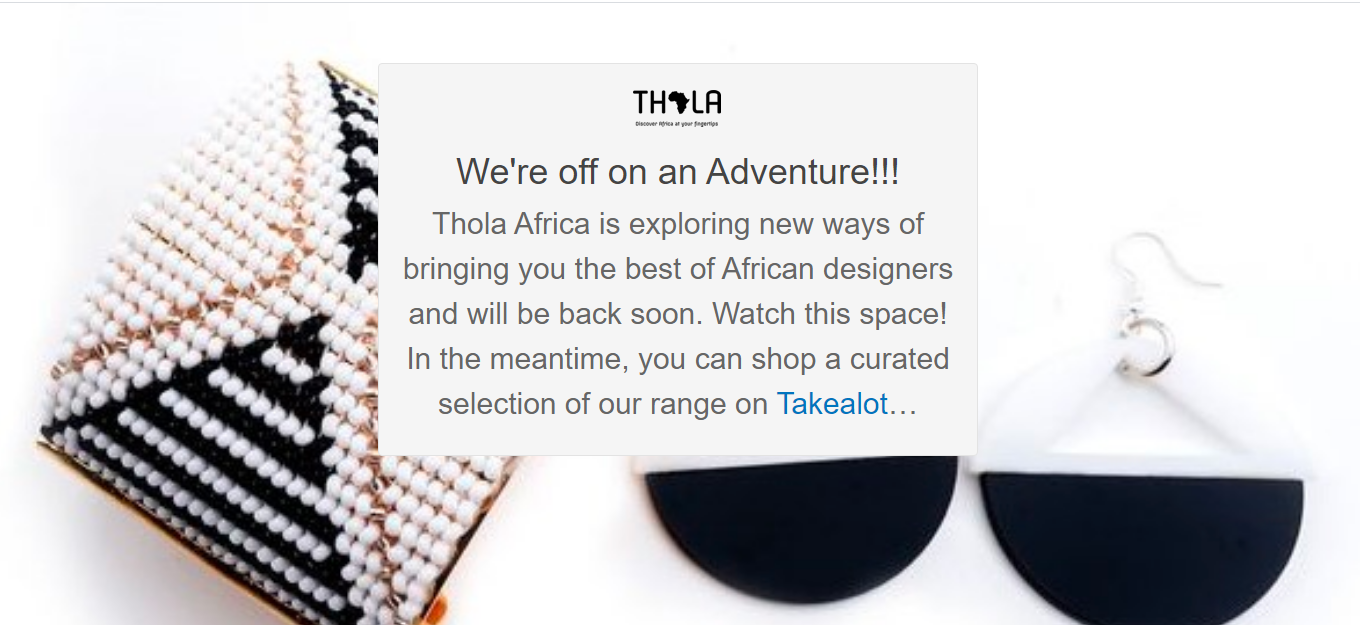 THOLA
Discover Africa at your fingertips
We're off on an Adventure!!!
Thola Africa is exploring new ways of
bringing you the best of African designers
and will be back soon. Watch this space!
In the meantime, you can shop a curated
selection of our range on Takealot…